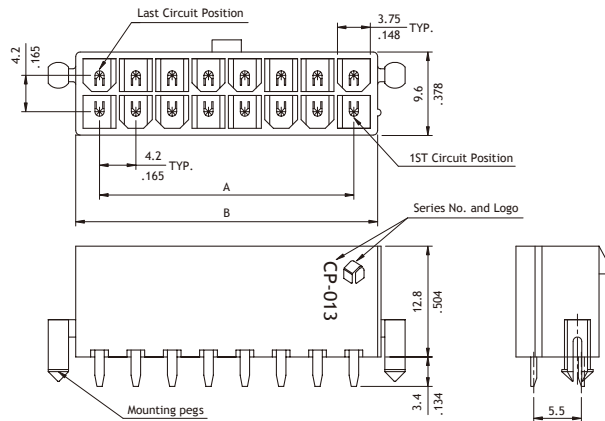 Last Circuit Position
3.75
.148
TYP.
4.2
.165
9.6
.378
4.2
.165
TYP.
A
1ST Circuit Position
B
Series No. and Logo
CP-013
12.8
.504
3.4
.134
Mounting pegs
5.5